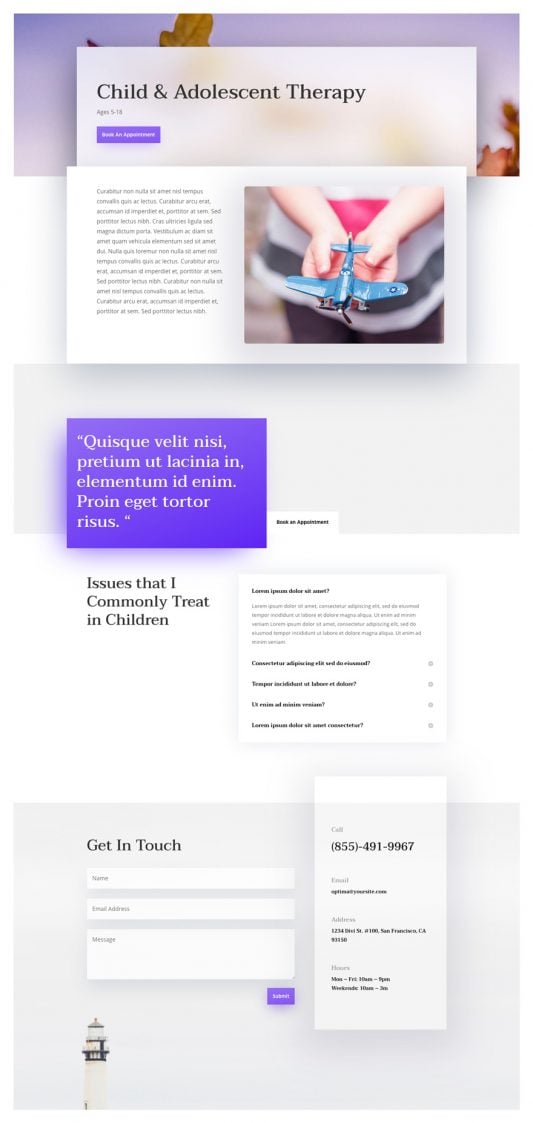 Child & Adolescent Therapy
Ages 5-18
Book An Appointment
Curabitur non nulla sit amet nisl tempus
convallis quis ac lectus. Curabitur arcu erat,
accumsan id imperdiet et, porttitor at sem. Sed
porttitor lectus nibh. Cras ultricies ligula sed
magna dictum porta. Vestibulum ac diam sit
amet quam vehicula elementum sed sit amet
dui. Nulla quis loremur non nulla sit amet nisl
tempus convallis quis ac lectus. Curabitur arcu
erat, accumsan id imperdiet et, porttitor at sem.
Sed porttitor lectus nibh. Curabitur non nulla sit
amet nisl tempus convallis quis ac lectus.
Curabitur arcu erat, accumsan id imperdiet et,
porttitor at sem. Sed porttitor lectus nibh.
“Quisque velit nisi,
pretium ut lacinia in,
elementum id enim.
Proin eget tortor
risus. “
Book an Appointment
Issues that I
Commonly Treat
in Children
Lorem ipsum dolor sit amet?
Lorem ipsum dolor sit amet, consectetur adipiscing elit, sed do eiusmod
tempor incididunt ut labore et dolore magna aliqua. Ut enim ad minim
veniam Lorem ipsum dolor sit amet, consectetur adipiscing elit, sed do
eiusmod tempor incididunt ut labore et dolore magna aliqua. Ut enim ad
minim veniam.
Consectetur adipiscing elit sed do eiusmod?
Tempor incididunt ut labore et dolore?
Ut enim ad minim veniam?
Lorem ipsum dolor sit amet consectetur?
Get In Touch
Name
Email Address
Message
Submit
Call
(855)-491-9967
Email
optima@yoursite.com
Address
1234 Divi St. #100, San Francisco, CA
93150
Hours
Mon – Fri: 10am – 9pm
Weekends: 10am – 3m